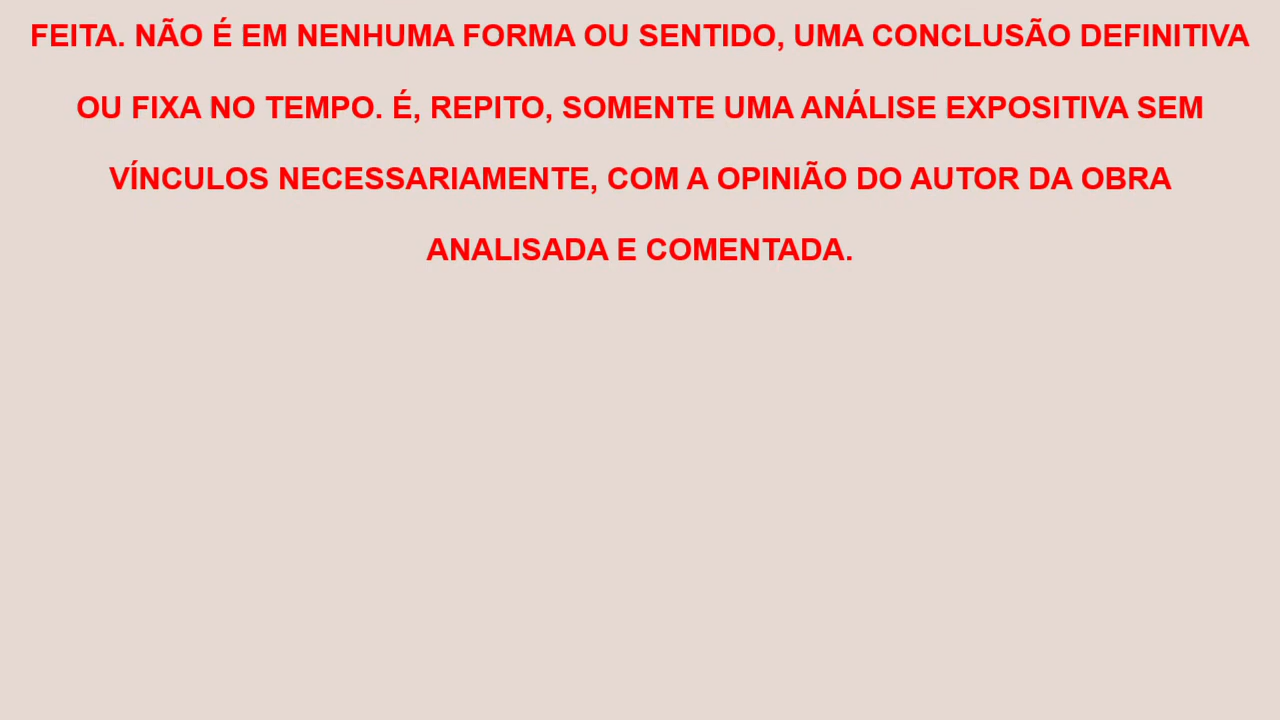 FEITA. NÃO É EM NENHUMA FORMA OU SENTIDO, UMA CONCLUSÃO DEFINITIVA
OU FIXA NO TEMPO. É, REPITO, SOMENTE UMA ANÁLISE EXPOSITIVA SEM
VÍNCULOS NECESSARIAMENTE, COM A OPINIÃO DO AUTOR DA OBRA
ANALISADA E COMENTADA.